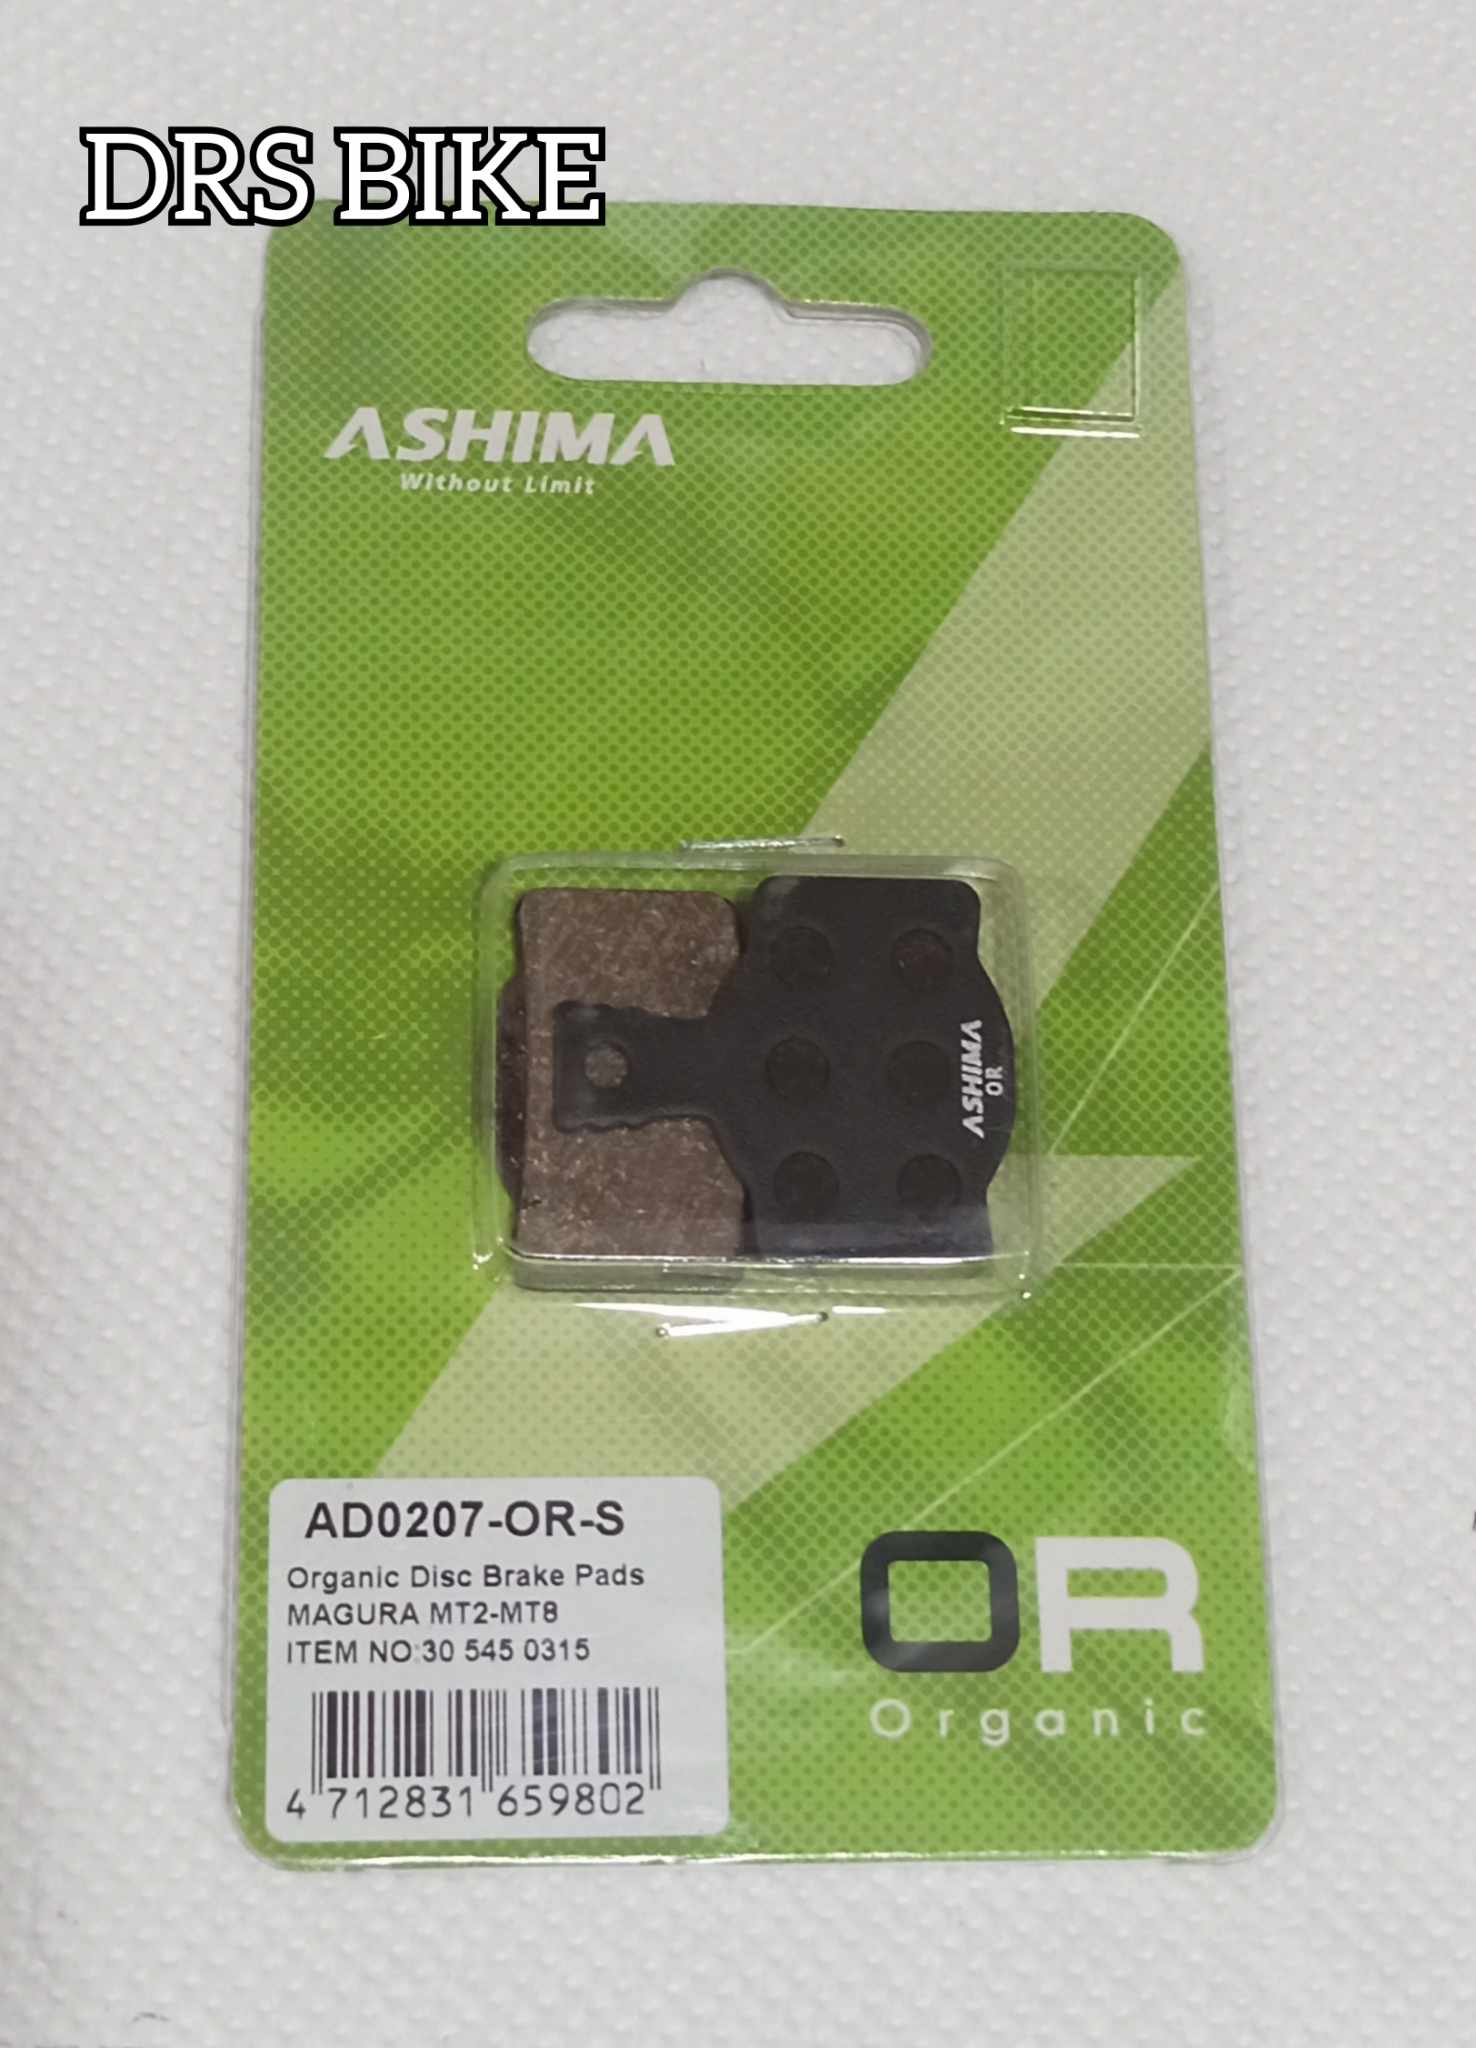 DRS BIKE
ASHIMA
Without Limit
ASHIMA
OR
AD0207-OR-S
Organic Disc Brake Pads
MAGURA MT2-MT8
ITEM NO:30 545 0315
4 712831 659802
OR
Organic